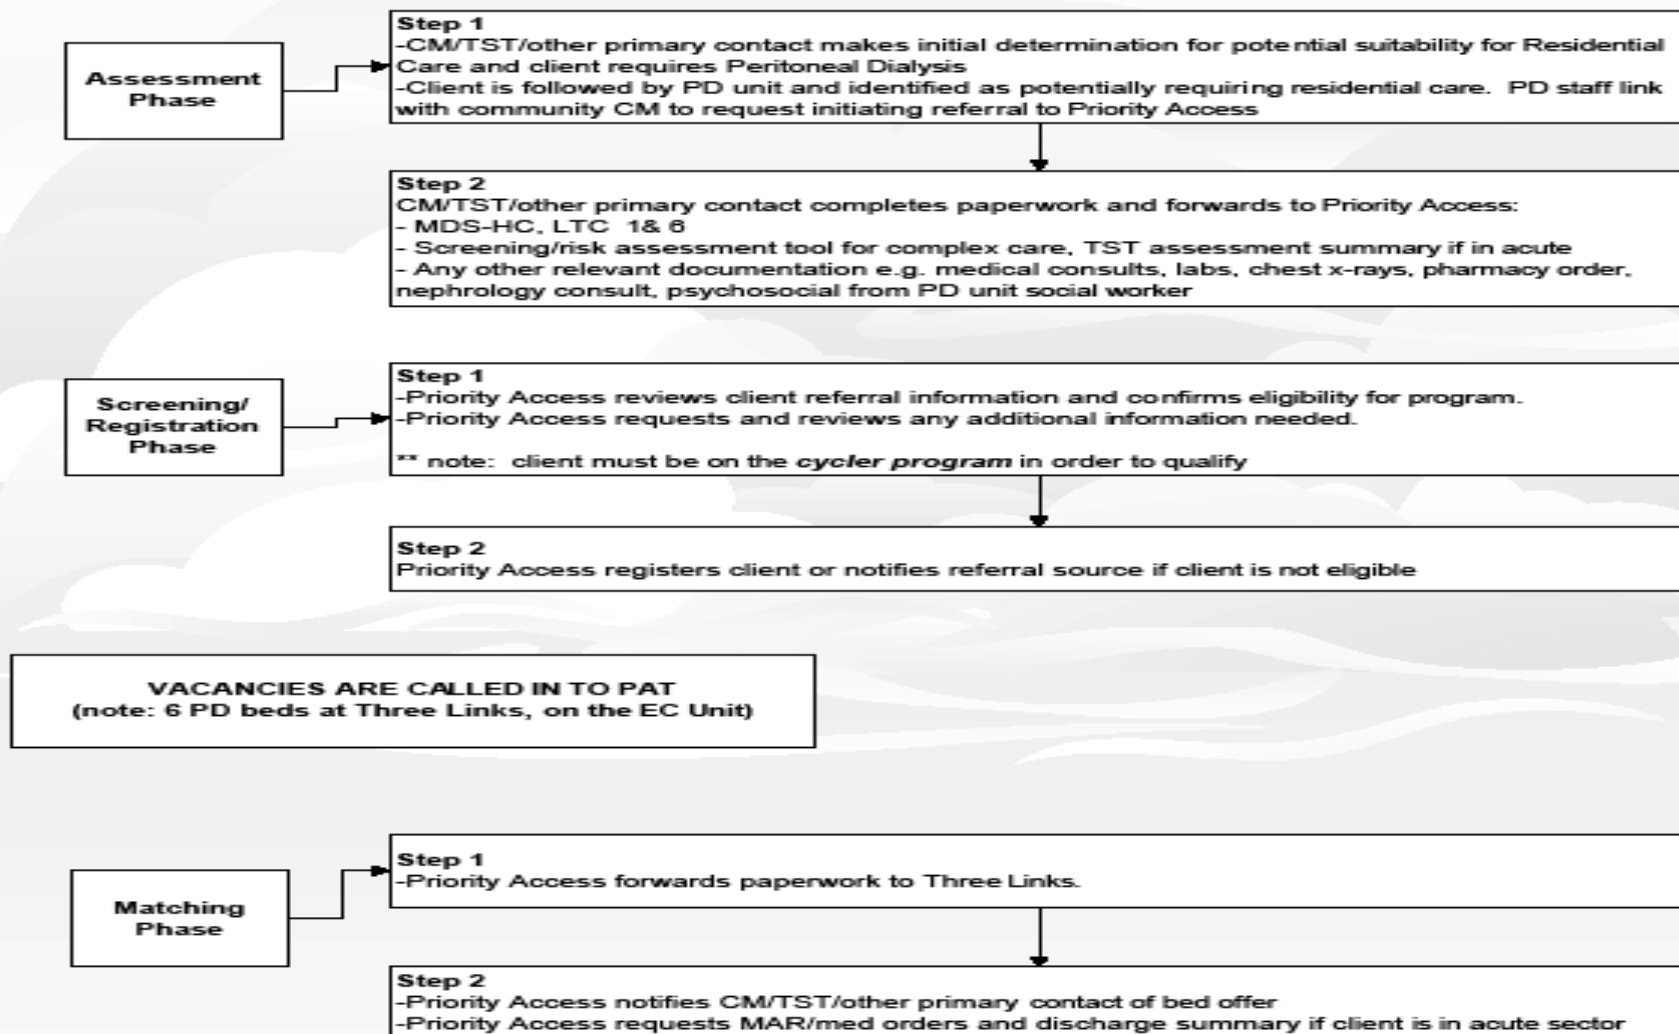 Assessment
Phase
Step 1
-CM/TST/other primary contact makes initial determination for potential suitability for Residential
Care and client requires Peritoneal Dialysis
-Client is followed by PD unit and identified as potentially requiring residential care.  PD staff link
with community CM to request initiating referral to Priority Access
Step 2
CM/TST/other primary contact completes paperwork and forwards to Priority Access:
- MDS-HC, LTC  1& 6
- Screening/risk assessment tool for complex care, TST assessment summary if in acute
- Any other relevant documentation e.g. medical consults, labs, chest x-rays, pharmacy order,
nephrology consult, psychosocial from PD unit social worker
Screening/
Registration
Phase
Step 1
-Priority Access reviews client referral information and confirms eligibility for program.
-Priority Access requests and reviews any additional information needed.
** note:  client must be on the cycler program in order to qualify
Step 2
Priority Access registers client or notifies referral source if client is not eligible
VACANCIES ARE CALLED IN TO PAT
(note: 6 PD beds at Three Links, on the EC Unit)
Matching
Phase
Step 1
-Priority Access forwards paperwork to Three Links.
Step 2
-Priority Access notifies CM/TST/other primary contact of bed offer
-Priority Access requests MAR/med orders and discharge summary if client is in acute sector